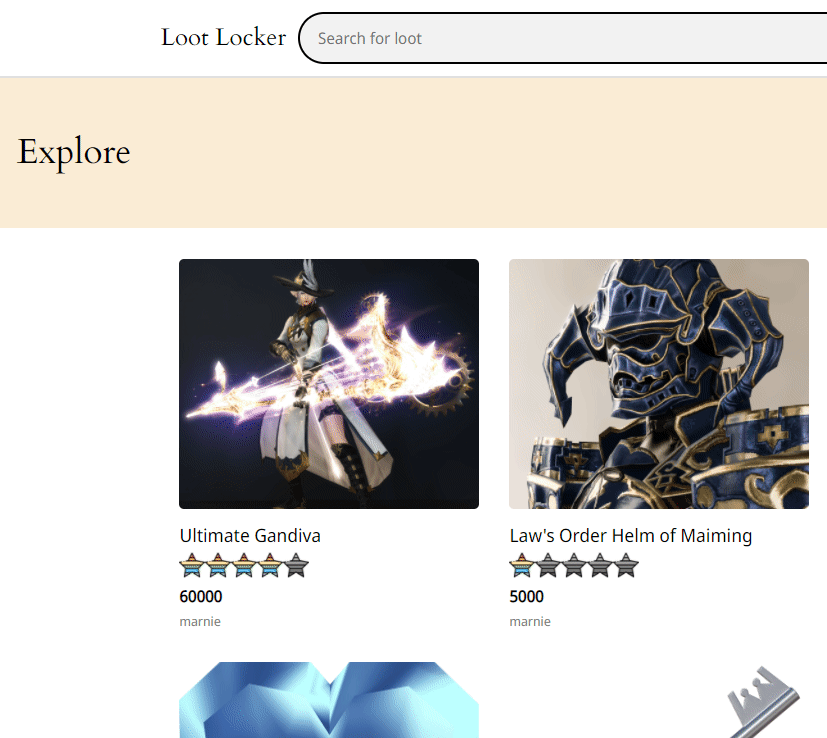 Loot Locker
Search for loot
Explore
Ultimate Gandiva
60000
marnie
Law's Order Helm of Maiming
5000
marnie